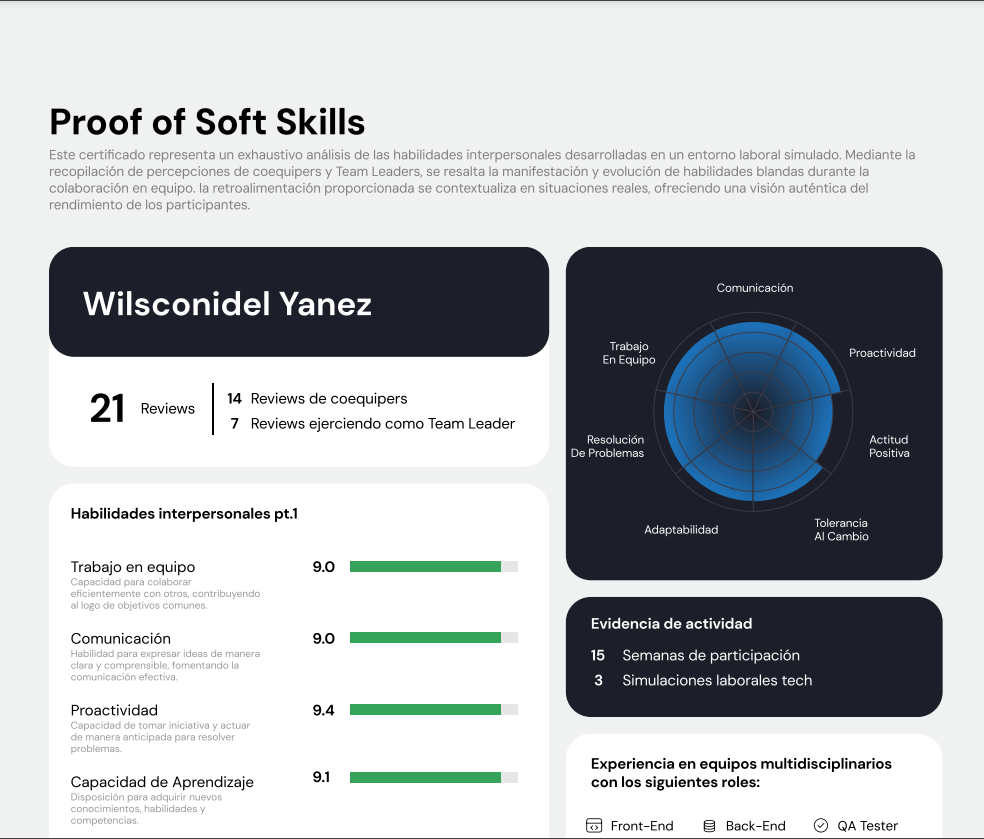 Proof of Soft Skills
Este certificado representa un exhaustivo análisis de las habilidades interpersonales desarrolladas en un entorno laboral simulado. Mediante la
recopilación de percepciones de coequipers y Team Leaders, se resalta la manifestación y evolución de habilidades blandas durante la
colaboración en equipo. la retroalimentación proporcionada se contextualiza en situaciones reales, ofreciendo una visión auténtica del
rendimiento de los participantes.
Wilsconidel Yanez
21 Reviews
14 Reviews de coequipers
7 Reviews ejerciendo como Team Leader
Habilidades interpersonales pt.1
Trabajo en equipo 9.0
Capacidad para colaborar
eficientemente con otros, contribuyendo
al logo de objetivos comunes.
Comunicación 9.0
Habilidad para expresar ideas de manera
clara y comprensible, fomentando la
comunicación efectiva.
Proactividad 9.4
Capacidad de tomar iniciativa y actuar
de manera anticipada para resolver
problemas.
Capacidad de Aprendizaje 9.1
Disposición para adquirir nuevos
conocimientos, habilidades y
competencias.
Comunicación
Trabajo
En Equipo
Proactividad
Resolución
De Problemas
Actitud
Positiva
Adaptabilidad
Tolerancia
Al Cambio
Evidencia de actividad
15 Semanas de participación
3 Simulaciones laborales tech
Experiencia en equipos multidisciplinarios
con los siguientes roles:
Front-End Back-End QA Tester